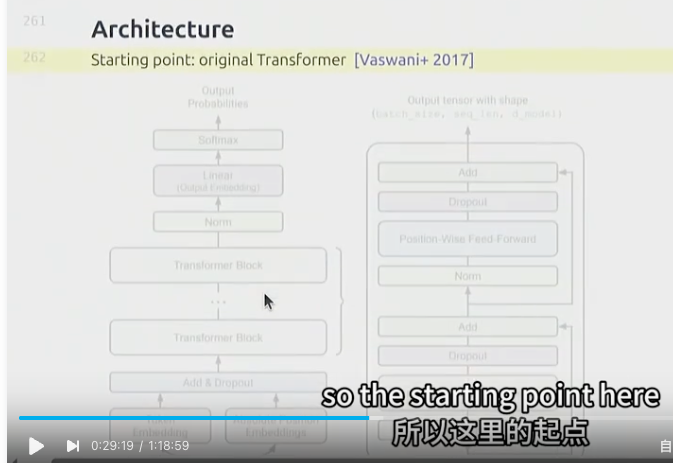 261
Architecture
262
Starting point: original Transformer [Vaswani+ 2017]
Output
Probabilities
Softmax
Linear
(Output Embedding)
Norm
Transformer Block
...
Transformer Block
Add & Dropout
Embedding
Embeddings
Output tensor with shape
(batch_size, seq_len, d_model)
Add
Dropout
Position-Wise Feed-Forward
Norm
Add
Dropout
so the starting point here
所以这里的起点
0:29:19 / 1:18:59
自